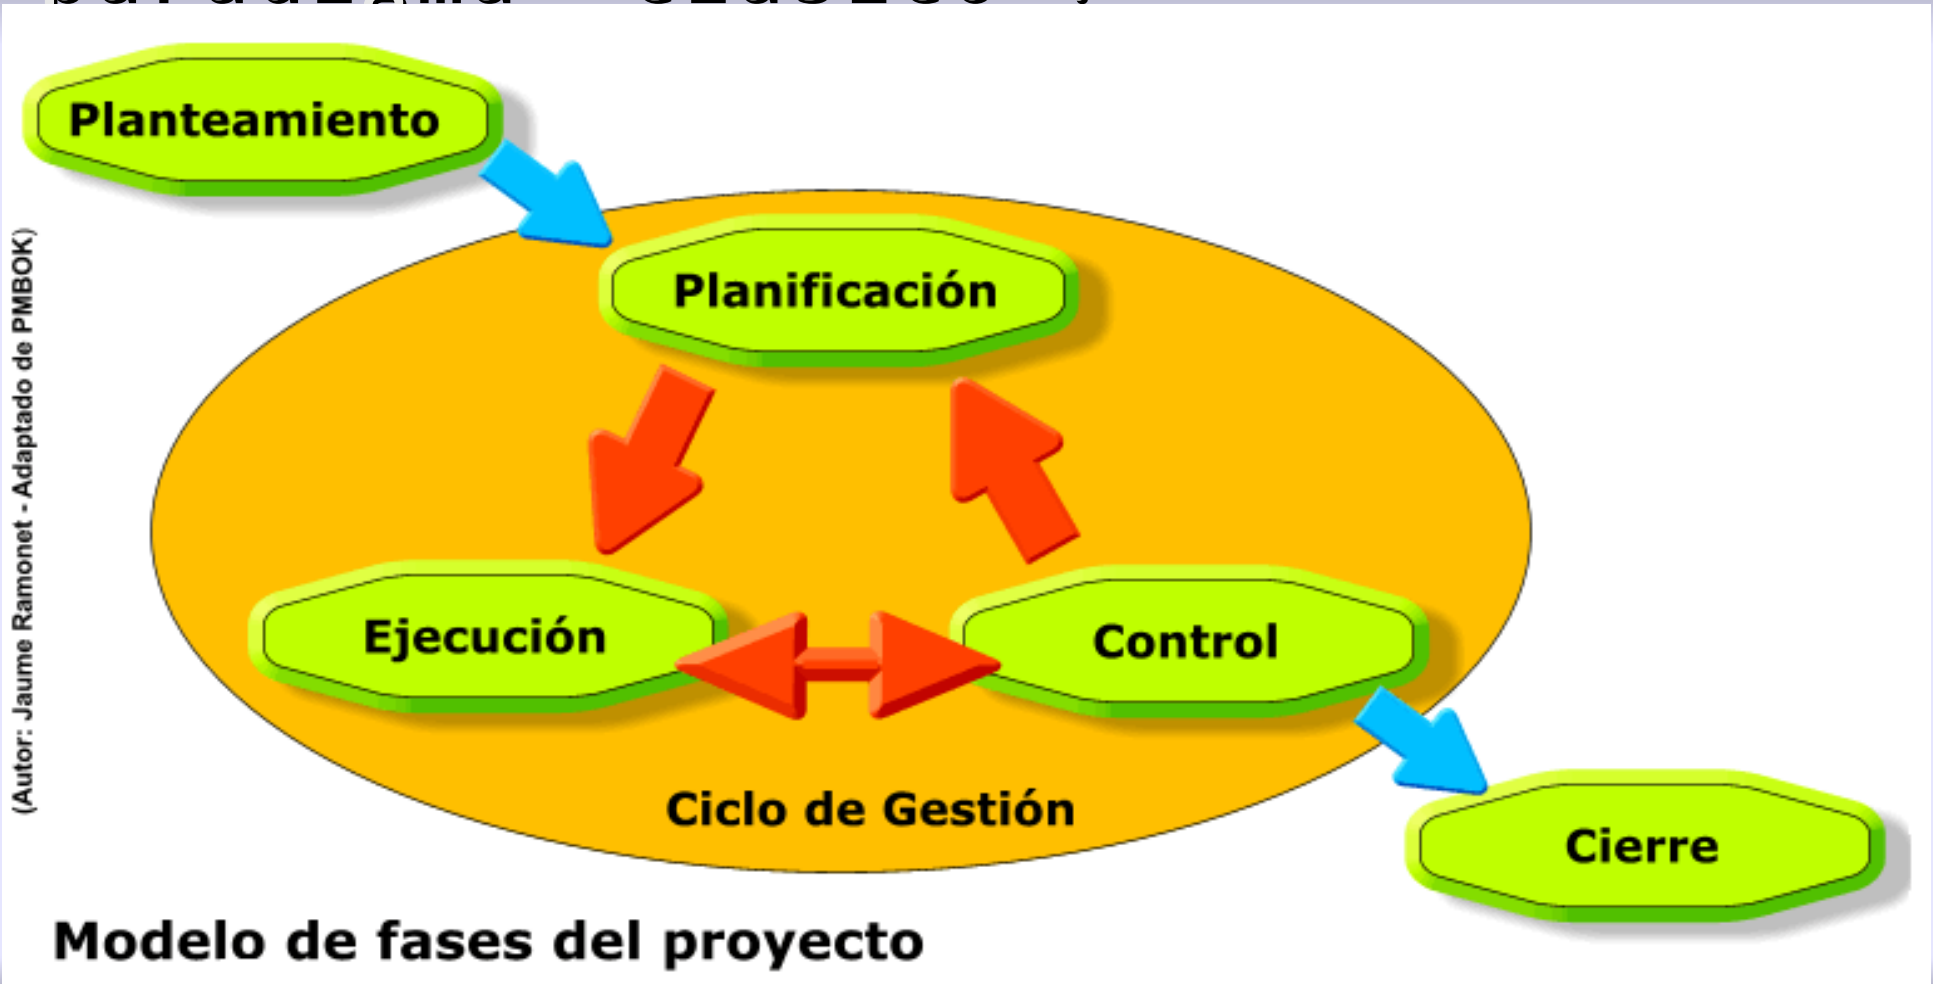 Planteamiento
Planificación
Ejecución
Control
Ciclo de Gestión
Cierre
Modelo de fases del proyecto
(Autor: Jaume Ramonet - Adaptado de PMBOK)